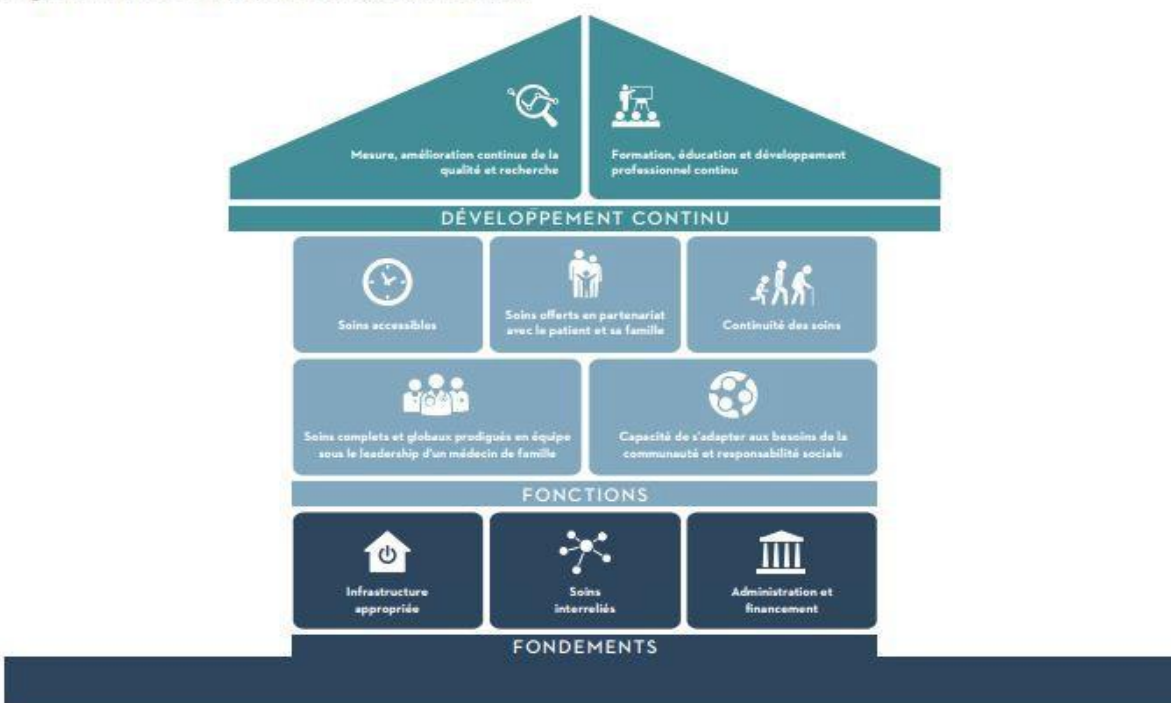 Mesure, amélioration continue de la
qualité et recherche
Formation, éducation et développement
professionnel continu
DÉVELOPPEMENT CONTINU
Soins accessibles
Soins offerts en partenariat
avec le patient et sa famille
Continuité des soins
Soins complets et globaux prodigués en équipe
sous le leadership d'un médecin de famille
Capacité de s'adapter aux besoins de la
communauté et responsabilité sociale
FONCTIONS
Infrastructure
appropriée
Soins
interreliés
Administration et
financement
FONDEMENTS